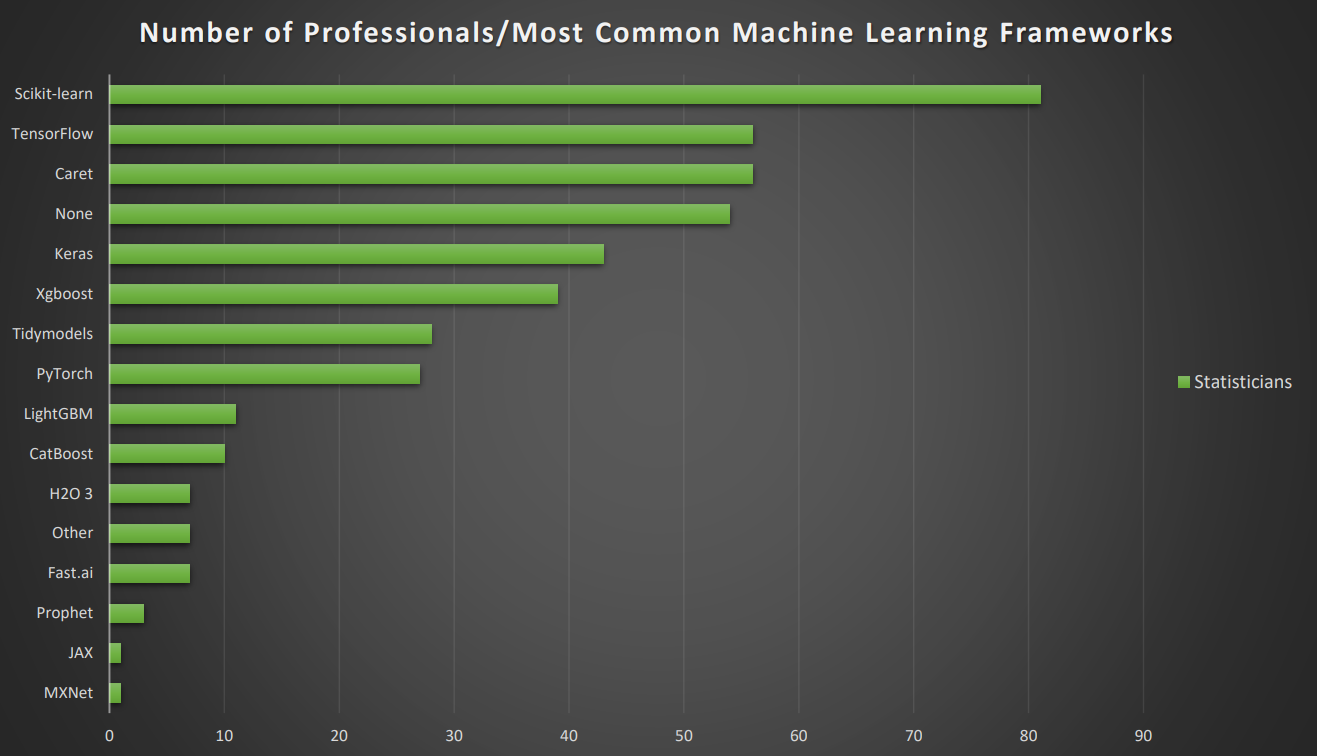 Number of Professionals/Most Common Machine Learning Frameworks
Scikit-learn
TensorFlow
Caret
None
Keras
Xgboost
Tidymodels
PyTorch
LightGBM
CatBoost
H2O 3
Other
Fast.ai
Prophet
JAX
MXNet
0 10 20 30 40 50 60 70 80 90
Statisticians